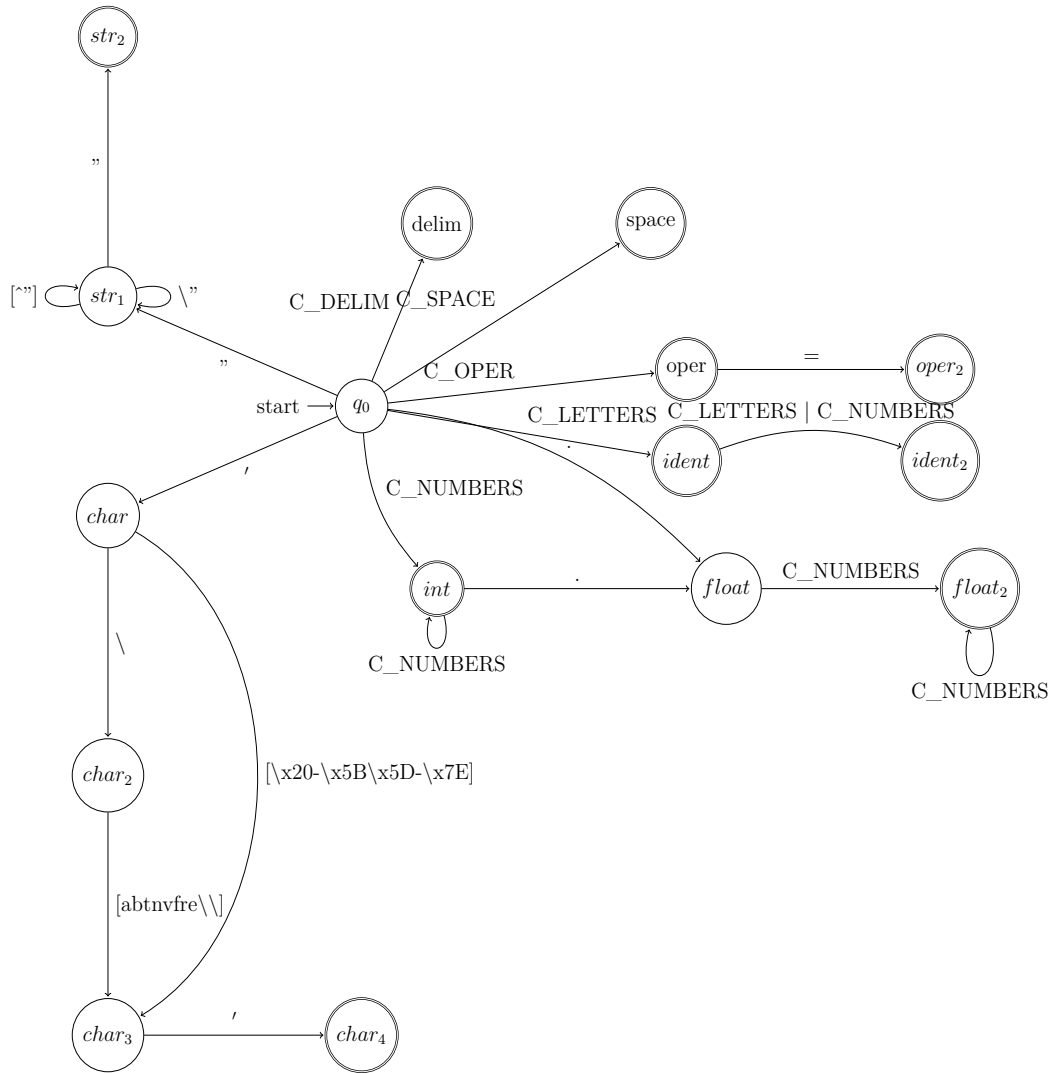 str₂
”
delim
space
[^”]
str₁
\”
C_DELIM
C_SPACE
”
C_OPER
oper
=
oper₂
start
q₀
C_LETTERS
C_LETTERS | C_NUMBERS
.
ident
ident₂
′
C_NUMBERS
char
int
.
float
C_NUMBERS
float₂
\
C_NUMBERS
C_NUMBERS
char₂
[\x20-\x5B\x5D-\x7E]
[abtnvfre\\]
′
char₃
char₄